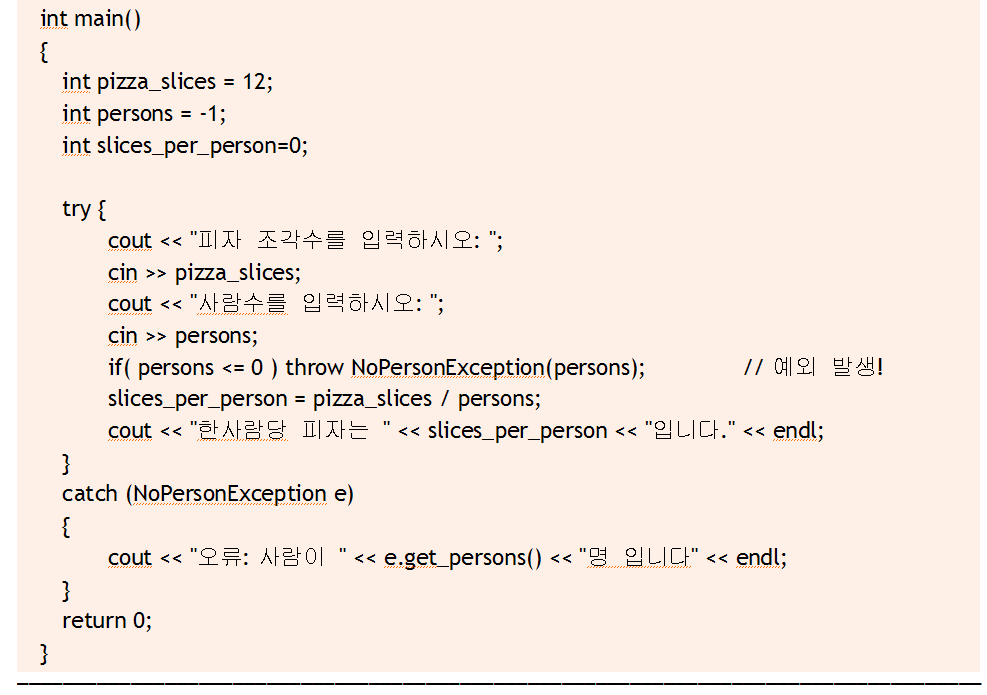 int main()
{
int pizza_slices = 12;
int persons = -1;
int slices_per_person=0;
try {
cout << "피자 조각수를 입력하시오: ";
cin >> pizza_slices;
cout << "사람수를 입력하시오: ";
cin >> persons;
if( persons <= 0 ) throw NoPersonException(persons); // 예외 발생!
slices_per_person = pizza_slices / persons;
cout << "한사람당 피자는 " << slices_per_person << "입니다." << endl;
}
catch (NoPersonException e)
{
cout << "오류: 사람이 " << e.get_persons() << "명 입니다" << endl;
}
return 0;
}